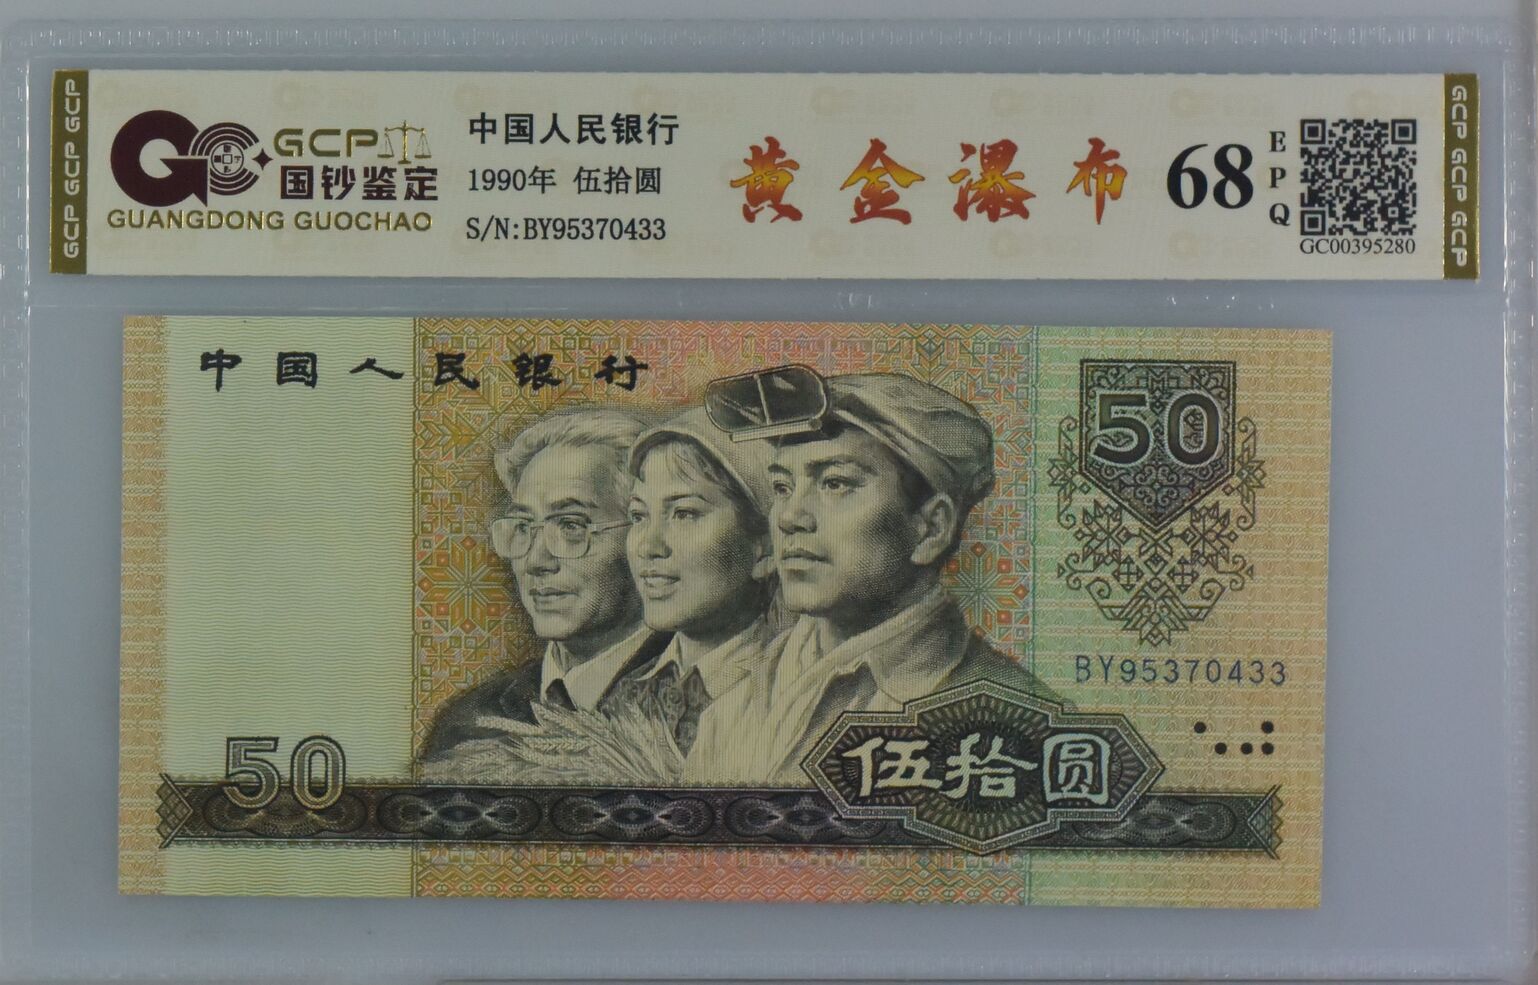 GCP GCP GCP
GC GCP
国钞鉴定
GUANGDONG GUOCHAO
中国人民银行
1990年 伍拾圆
S/N:BY95370433
黄金瀑布
68
EPQ
GC00395280
GCP GCP GCP
中国人民银行
50
BY95370433
50
伍拾圆